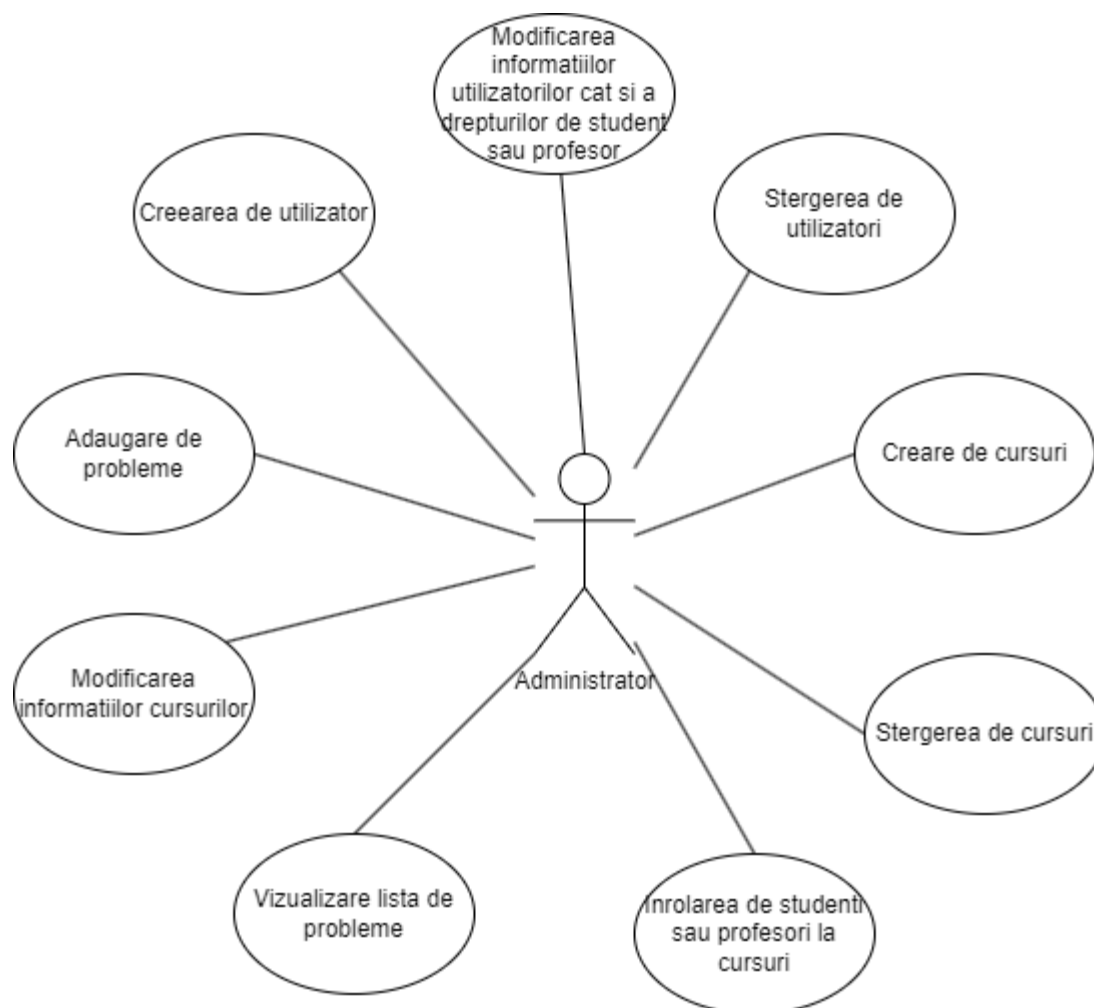 Modificarea
informatiilor
utilizatorilor cat si a
drepturilor de student
sau profesor
Creearea de utilizator
Stergerea de
utilizatori
Adaugare de
probleme
Creare de cursuri
Modificarea
informatiilor cursurilor
Administrator
Stergerea de cursuri
Vizualizare lista de
probleme
Inrolarea de studenti
sau profesori la
cursuri